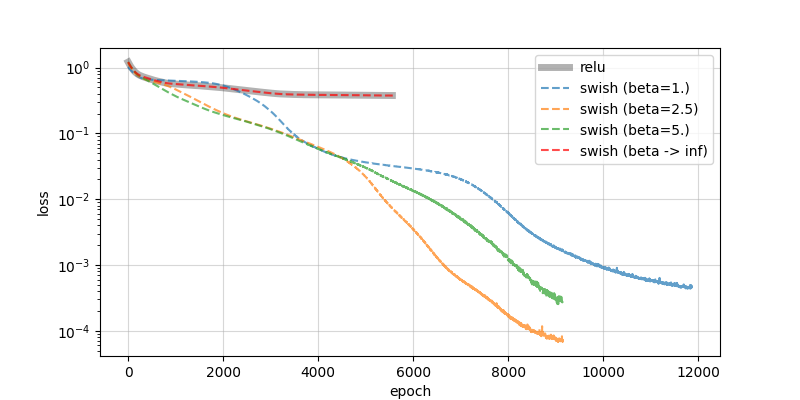 10⁰
10⁻¹
10⁻²
10⁻³
10⁻⁴
loss
relu
swish (beta=1.)
swish (beta=2.5)
swish (beta=5.)
swish (beta -> inf)
0 2000 4000 6000 8000 10000 12000
epoch